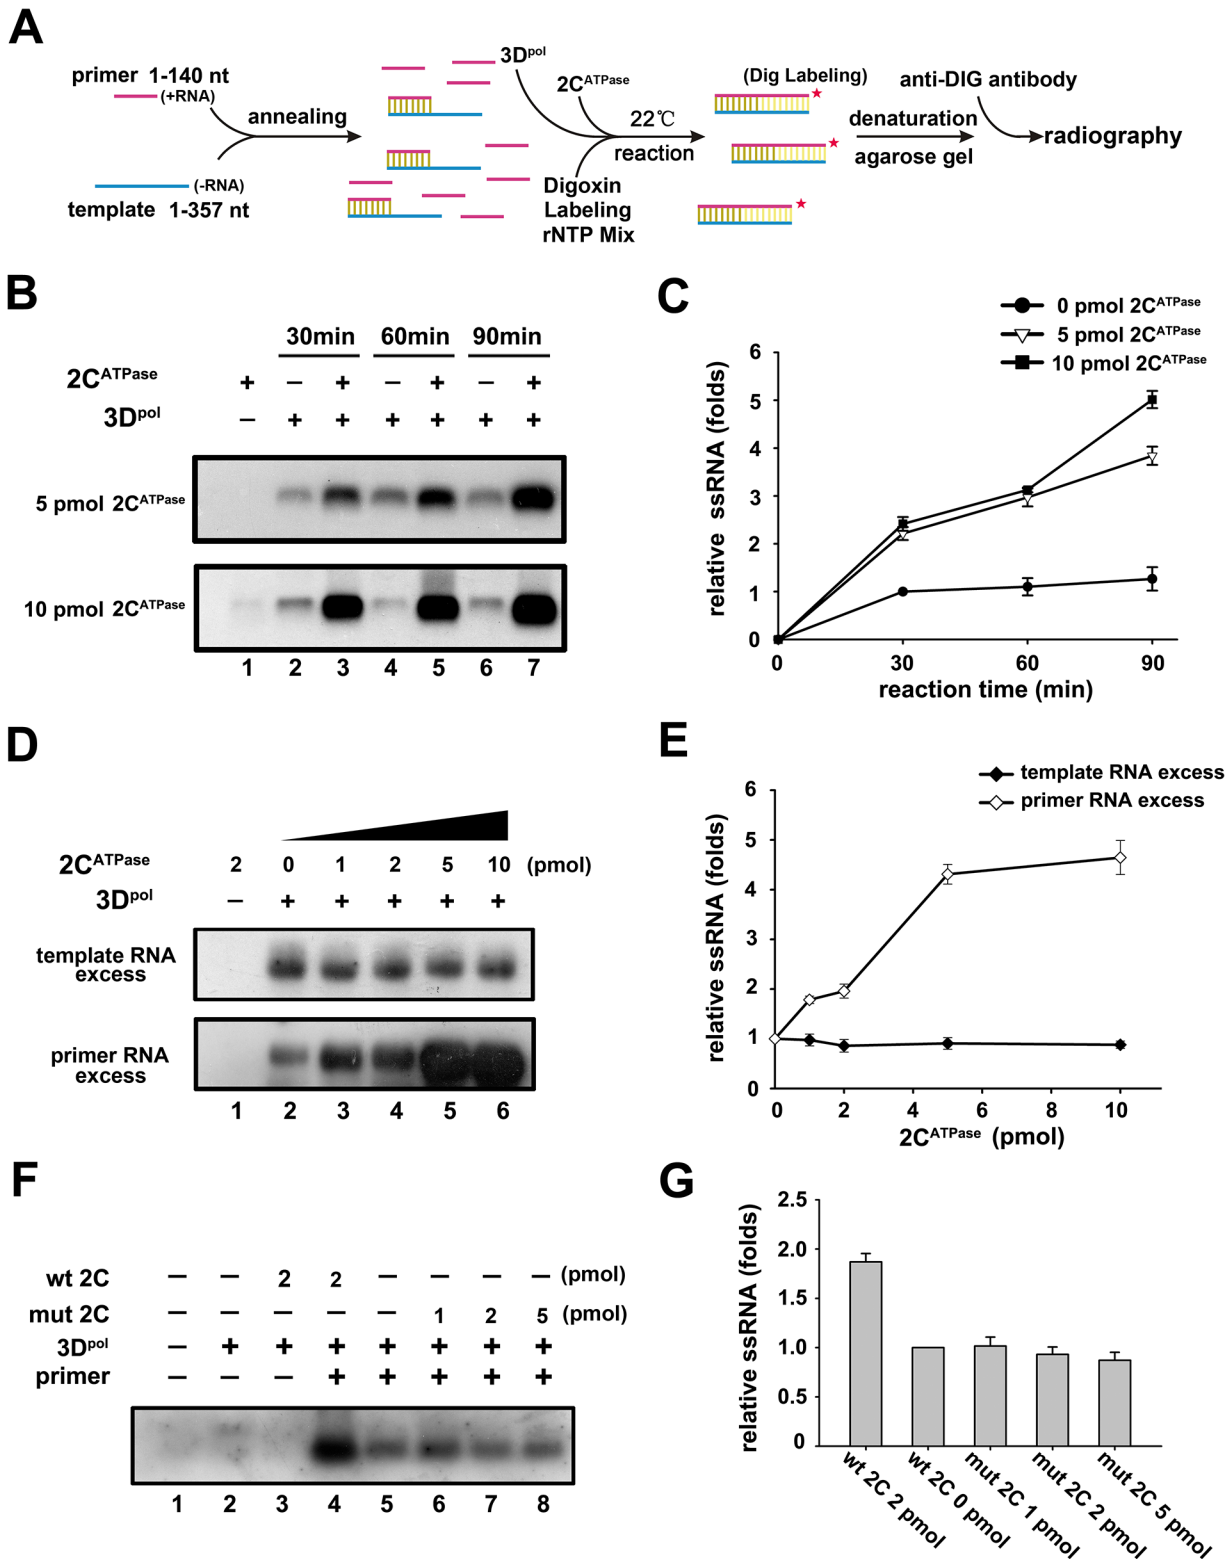 A
primer 1-140 nt
(+RNA)
annealing
template 1-357 nt
(-RNA)
3Dpol
2CATPase
22℃
reaction
Digoxin
Labeling
rNTP Mix
(Dig Labeling)
★
★
★
denaturation
agarose gel
anti-DIG antibody
radiography
B
30min 60min 90min
2CATPase + − + − + − +
3Dpol − + + + + + +
5 pmol 2CATPase
10 pmol 2CATPase
1 2 3 4 5 6 7
C
0 pmol 2CATPase
5 pmol 2CATPase
10 pmol 2CATPase
relative ssRNA (folds)
6
5
4
3
2
1
0
0 30 60 90
reaction time (min)
D
2CATPase 2 0 1 2 5 10 (pmol)
3Dpol − + + + + +
template RNA
excess
primer RNA
excess
1 2 3 4 5 6
E
template RNA excess
primer RNA excess
relative ssRNA (folds)
6
5
4
3
2
1
0
0 2 4 6 8 10
2CATPase (pmol)
F
wt 2C − − 2 2 − − − − (pmol)
mut 2C − − − − − 1 2 5 (pmol)
3Dpol − + + + + + + +
primer − − − + + + + +
1 2 3 4 5 6 7 8
G
relative ssRNA (folds)
2.5
2.0
1.5
1.0
0.5
0
wt 2C 2 pmol
wt 2C 0 pmol
mut 2C 1 pmol
mut 2C 2 pmol
mut 2C 5 pmol